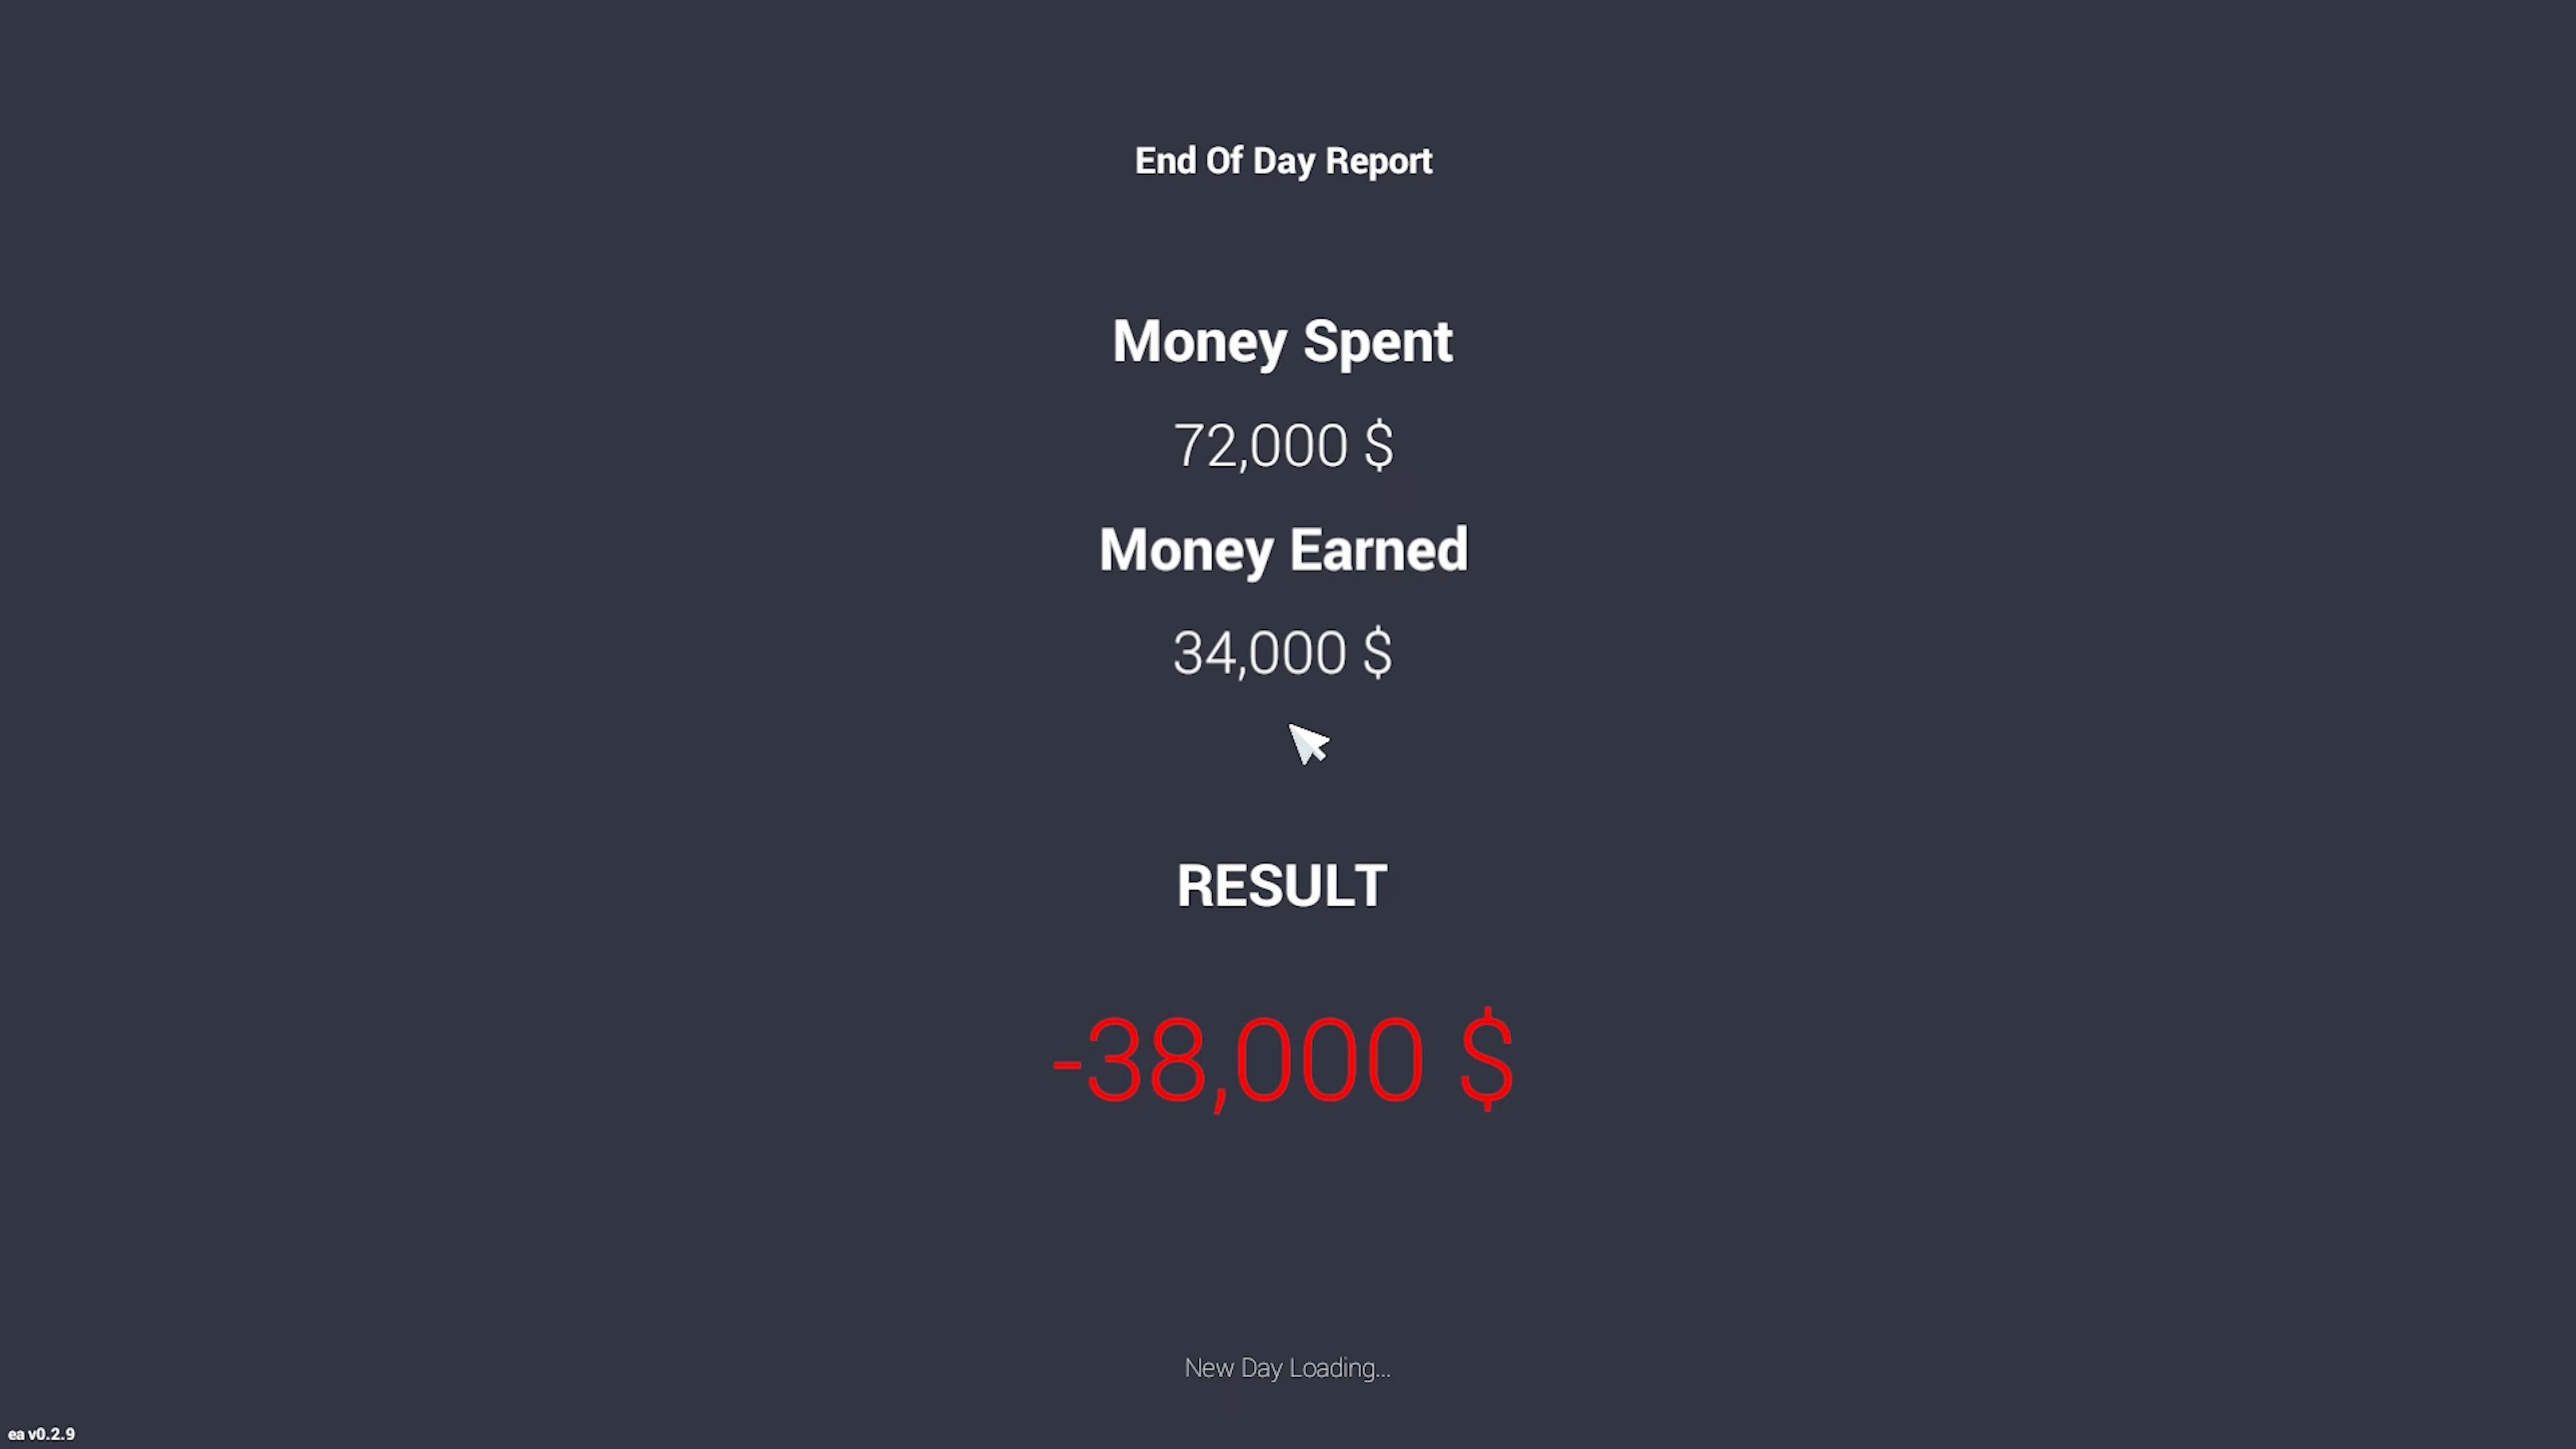 End Of Day Report
Money Spent
72,000 $
Money Earned
34,000 $
RESULT
-38,000 $
New Day Loading...
ea v0.2.9